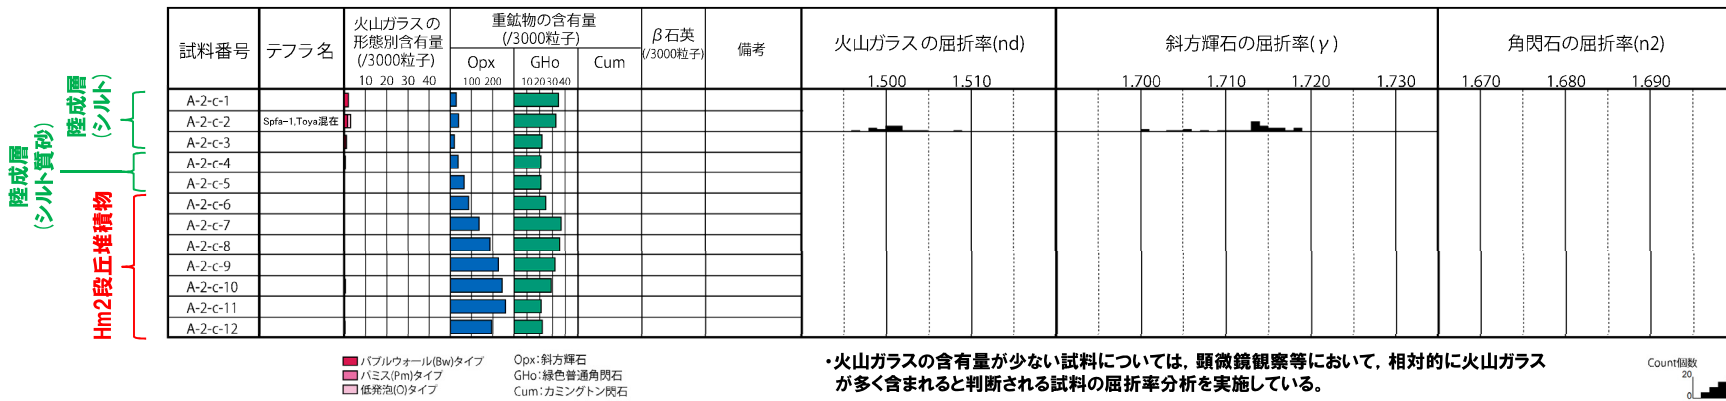 試料番号
テフラ名
火山ガラスの
形態別含有量
(/3000粒子)
10 20 30 40
重鉱物の含有量
(/3000粒子)
Opx
100 200
GHo
10 20 30 40
Cum
β石英
(/3000粒子)
備考
火山ガラスの屈折率(nd)
1.500 1.510
斜方輝石の屈折率(γ)
1.700 1.710 1.720 1.730
角閃石の屈折率(n2)
1.670 1.680 1.690
陸成層
(シルト)
陸成層
(シルト質砂)
Hm2段丘堆積物
A-2-c-1
A-2-c-2 Spfa-1,Toya混在
A-2-c-3
A-2-c-4
A-2-c-5
A-2-c-6
A-2-c-7
A-2-c-8
A-2-c-9
A-2-c-10
A-2-c-11
A-2-c-12
バブルウォール(Bw)タイプ
パミス(Pm)タイプ
低発泡(O)タイプ
Opx:斜方輝石
GHo:緑色普通角閃石
Cum:カミングトン閃石
・火山ガラスの含有量が少ない試料については，顕微鏡観察等において，相対的に火山ガラス
が多く含まれると判断される試料の屈折率分析を実施している。
Count個数
20
0